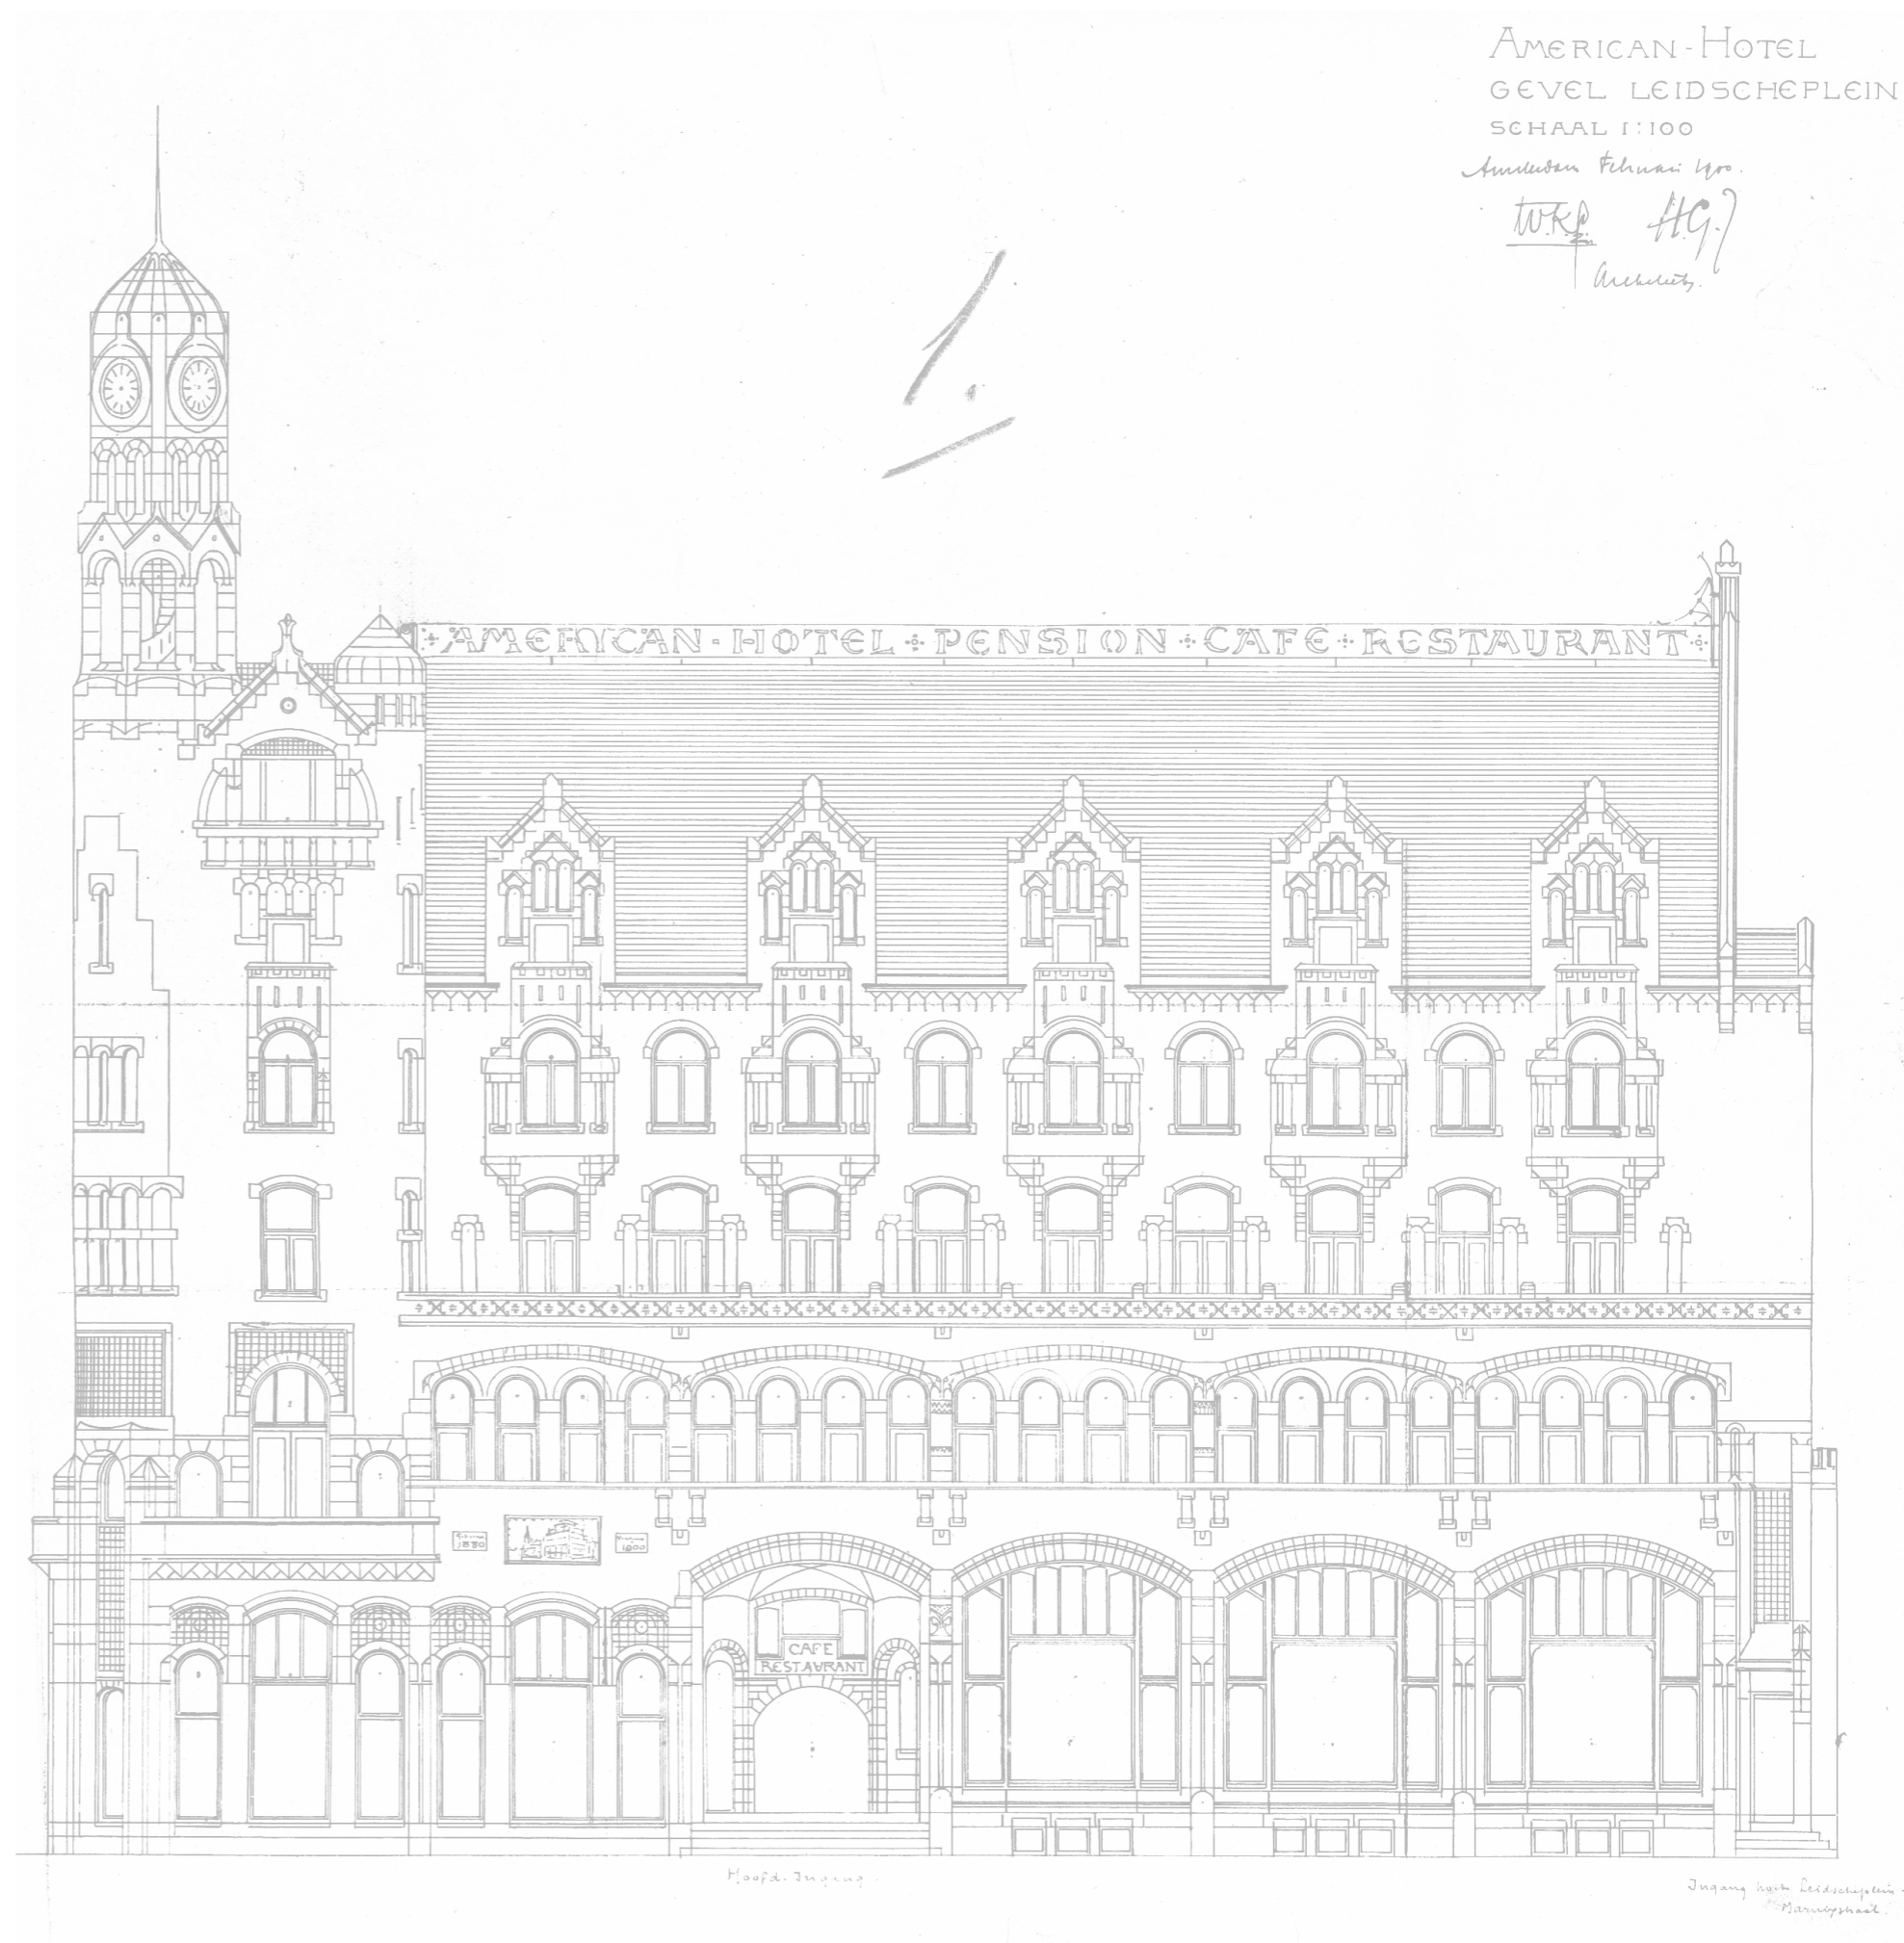 AMERICAN-HOTEL
GEVEL LEIDSCHEPLEIN
SCHAAL 1:100
Amsterdam Februari 1900.
W.K. H.G.J
Architecten.
1.
AMERICAN-HOTEL PENSION CAFE RESTAURANT
1880
1900
CAFE
RESTAURANT
Hoofd-Ingang.
Ingang hoek Leidscheplein-
Marnixstraat.